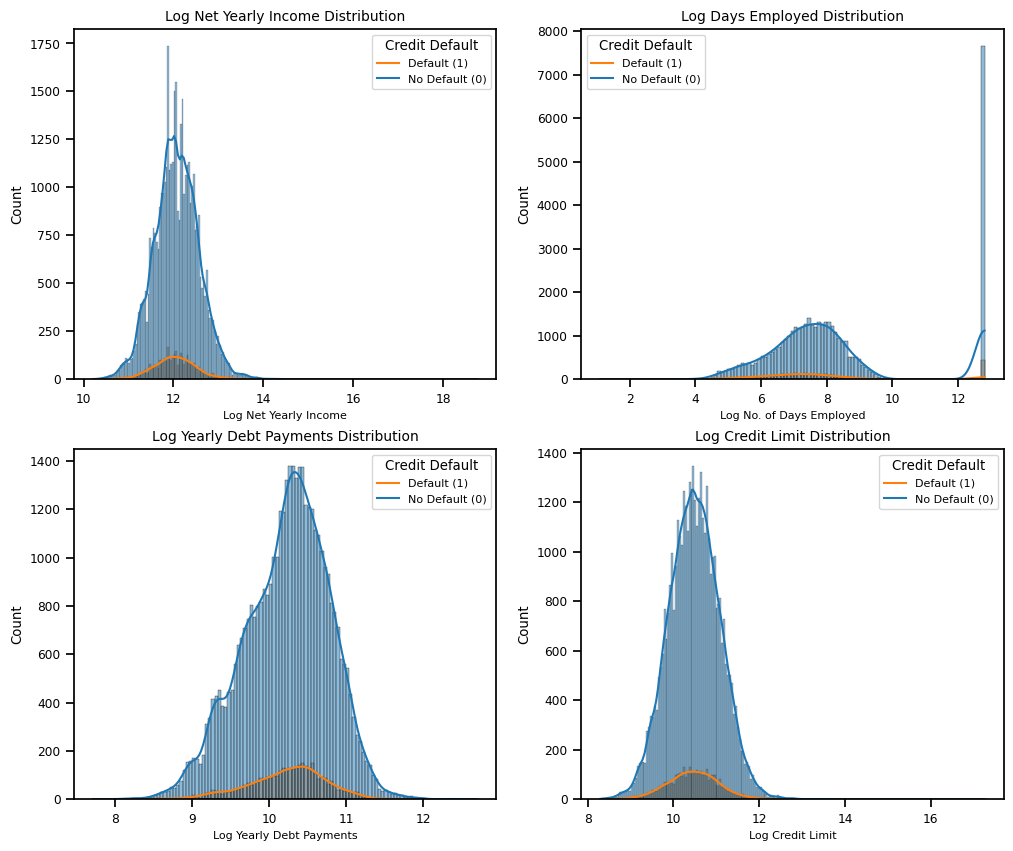 Log Net Yearly Income Distribution
Count
1750
1500
1250
1000
750
500
250
0
10 12 14 16 18
Log Net Yearly Income
Credit Default
Default (1)
No Default (0)
Log Days Employed Distribution
Count
8000
7000
6000
5000
4000
3000
2000
1000
0
2 4 6 8 10 12
Log No. of Days Employed
Credit Default
Default (1)
No Default (0)
Log Yearly Debt Payments Distribution
Count
1400
1200
1000
800
600
400
200
0
8 9 10 11 12
Log Yearly Debt Payments
Credit Default
Default (1)
No Default (0)
Log Credit Limit Distribution
Count
1400
1200
1000
800
600
400
200
0
8 10 12 14 16
Log Credit Limit
Credit Default
Default (1)
No Default (0)